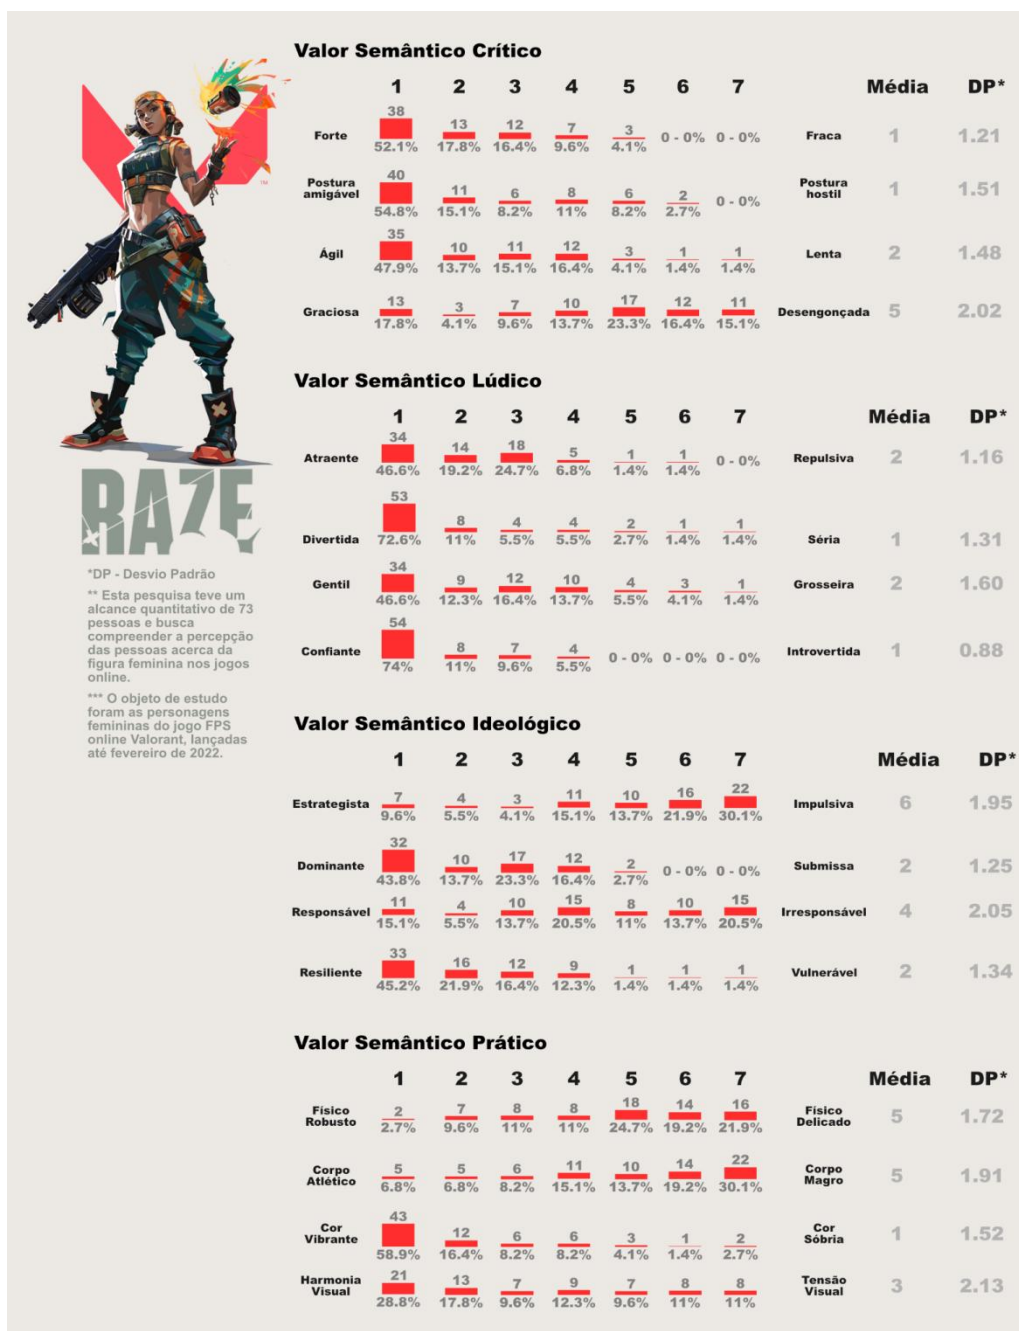 Valor Semântico Crítico
1 2 3 4 5 6 7 Média DP*
38 13 12 7 3
Forte 0 - 0% 0 - 0% Fraca 1 1.21
52.1% 17.8% 16.4% 9.6% 4.1%
40 11 6 8 6 2
Postura amigável 0 - 0% Postura hostil 1 1.51
54.8% 15.1% 8.2% 11% 8.2% 2.7%
35 10 11 12 3 1 1
Ágil Lenta 2 1.48
47.9% 13.7% 15.1% 16.4% 4.1% 1.4% 1.4%
13 3 7 10 17 12 11
Graciosa Desengonçada 5 2.02
17.8% 4.1% 9.6% 13.7% 23.3% 16.4% 15.1%
Valor Semântico Lúdico
1 2 3 4 5 6 7 Média DP*
34 14 18 5 1 1
Atraente 0 - 0% Repulsiva 2 1.16
46.6% 19.2% 24.7% 6.8% 1.4% 1.4%
53 8 4 4 2 1 1
Divertida 72.6% 11% 5.5% 5.5% 2.7% 1.4% 1.4% Séria 1 1.31
34 9 12 10 4 3 1
Gentil Grosseira 2 1.60
46.6% 12.3% 16.4% 13.7% 5.5% 4.1% 1.4%
54 8 7 4
Confiante 0 - 0% 0 - 0% 0 - 0% Introvertida 1 0.88
74% 11% 9.6% 5.5%
RAZE
*DP - Desvio Padrão
** Esta pesquisa teve um
alcance quantitativo de 73
pessoas e busca
compreender a percepção
das pessoas acerca da
figura feminina nos jogos
online.
*** O objeto de estudo
foram as personagens
femininas do jogo FPS
online Valorant, lançadas
até fevereiro de 2022.
Valor Semântico Ideológico
1 2 3 4 5 6 7 Média DP*
7 4 3 11 10 16 22
Estrategista Impulsiva 6 1.95
9.6% 5.5% 4.1% 15.1% 13.7% 21.9% 30.1%
32 10 17 12 2
Dominante 0 - 0% 0 - 0% Submissa 2 1.25
43.8% 13.7% 23.3% 16.4% 2.7%
11 4 10 15 8 10 15
Responsável Irresponsável 4 2.05
15.1% 5.5% 13.7% 20.5% 11% 13.7% 20.5%
33 16 12 9 1 1 1
Resiliente Vulnerável 2 1.34
45.2% 21.9% 16.4% 12.3% 1.4% 1.4% 1.4%
Valor Semântico Prático
1 2 3 4 5 6 7 Média DP*
2 7 8 8 18 14 16
Físico Robusto Físico Delicado 5 1.72
2.7% 9.6% 11% 11% 24.7% 19.2% 21.9%
5 5 6 11 10 14 22
Corpo Atlético Corpo Magro 5 1.91
6.8% 6.8% 8.2% 15.1% 13.7% 19.2% 30.1%
43 12 6 6 3 1 2
Cor Vibrante Cor Sóbria 1 1.52
58.9% 16.4% 8.2% 8.2% 4.1% 1.4% 2.7%
21 13 7 9 7 8 8
Harmonia Visual Tensão Visual 3 2.13
28.8% 17.8% 9.6% 12.3% 9.6% 11% 11%